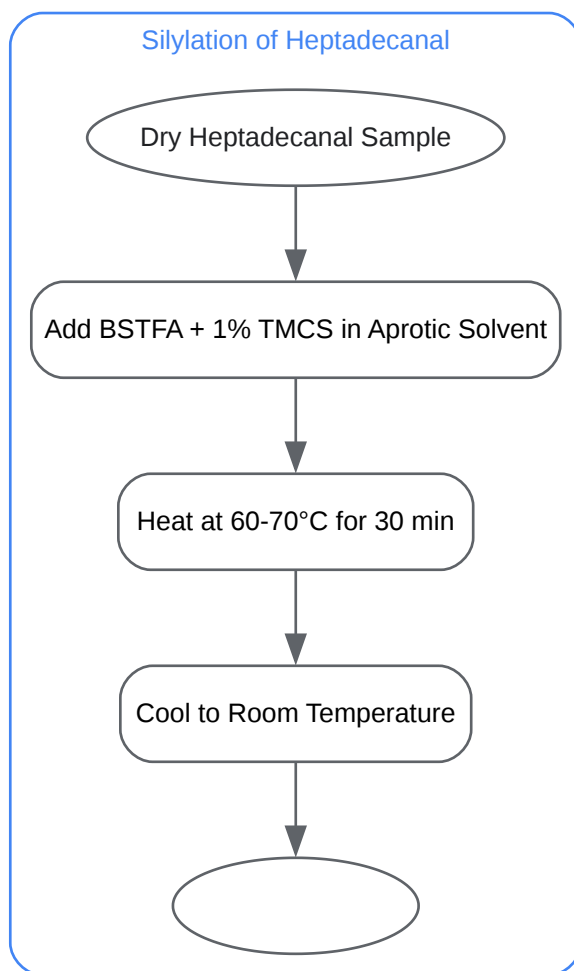 Silylation of Heptadecanal
Dry Heptadecanal Sample
Add BSTFA + 1% TMCS in Aprotic Solvent
Heat at 60-70°C for 30 min
Cool to Room Temperature